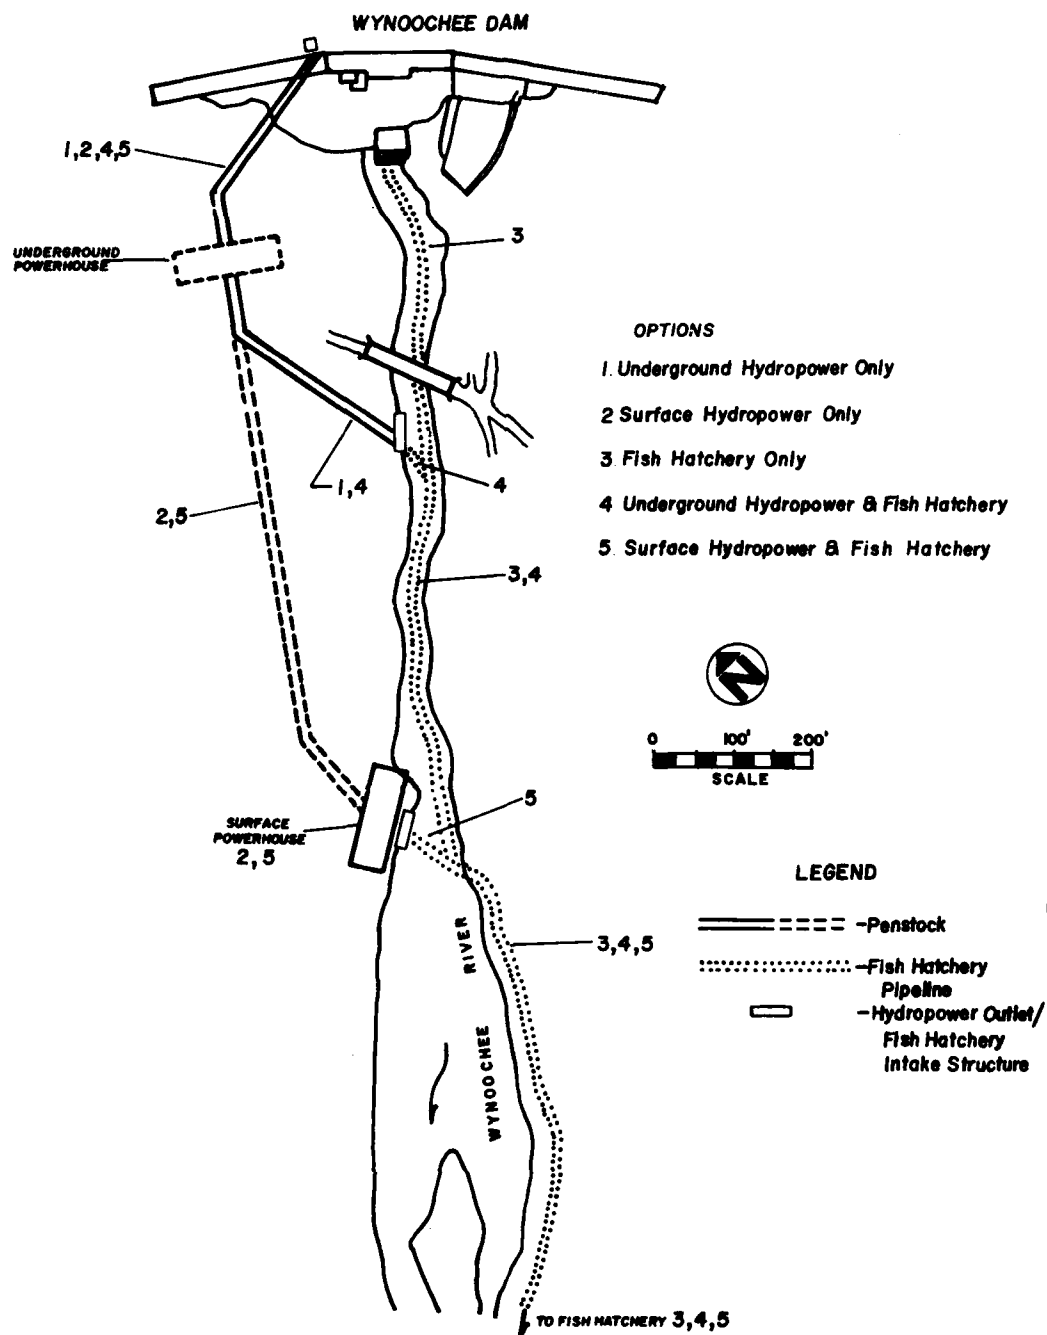 WYNOOCHEE DAM
1,2,4,5
3
UNDERGROUND
POWERHOUSE
OPTIONS
1. Underground Hydropower Only
2 Surface Hydropower Only
3 Fish Hatchery Only
4 Underground Hydropower & Fish Hatchery
5. Surface Hydropower & Fish Hatchery
1,4
4
2,5
3,4
N
0 100' 200'
SCALE
5
SURFACE
POWERHOUSE
2,5
LEGEND
-Penstock
-Fish Hatchery
Pipeline
-Hydropower Outlet/
Fish Hatchery
Intake Structure
3,4,5
WYNOOCHEE RIVER
TO FISH HATCHERY 3,4,5